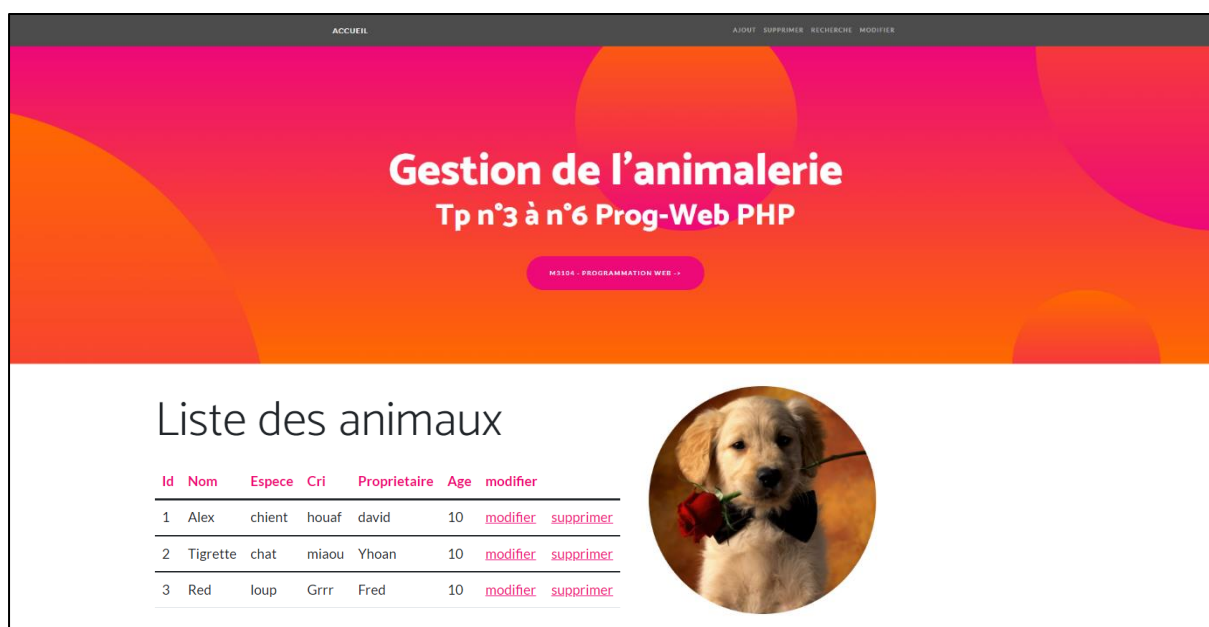 ACCUEIL AJOUT SUPPRIMER RECHERCHE MODIFIER
Gestion de l'animalerie
Tp n°3 à n°6 Prog-Web PHP
M3104 - PROGRAMMATION WEB ->
Liste des animaux
Id Nom Espece Cri Proprietaire Age modifier
1 Alex chient houaf david 10 modifier supprimer
2 Tigrette chat miaou Yhoan 10 modifier supprimer
3 Red loup Grrr Fred 10 modifier supprimer